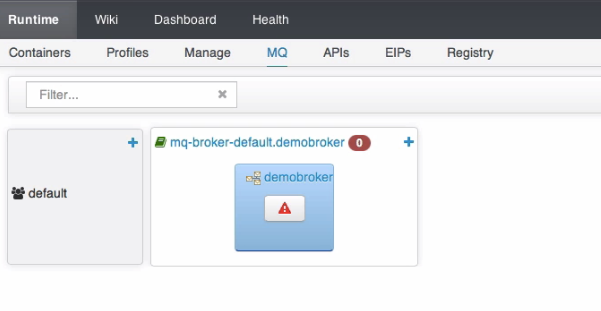 Runtime Wiki Dashboard Health
Containers Profiles Manage MQ APIs EIPs Registry
Filter...
mq-broker-default.demobroker 0
demobroker
default